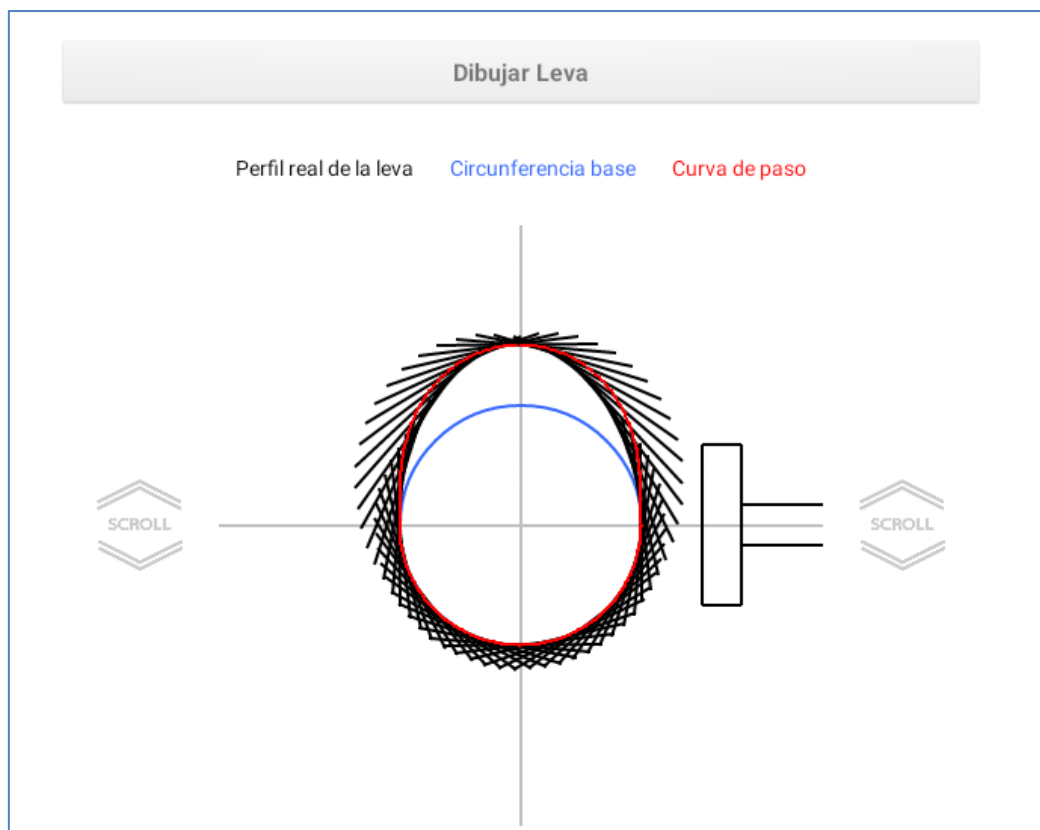 Dibujar Leva
Perfil real de la leva Circunferencia base Curva de paso
SCROLL SCROLL